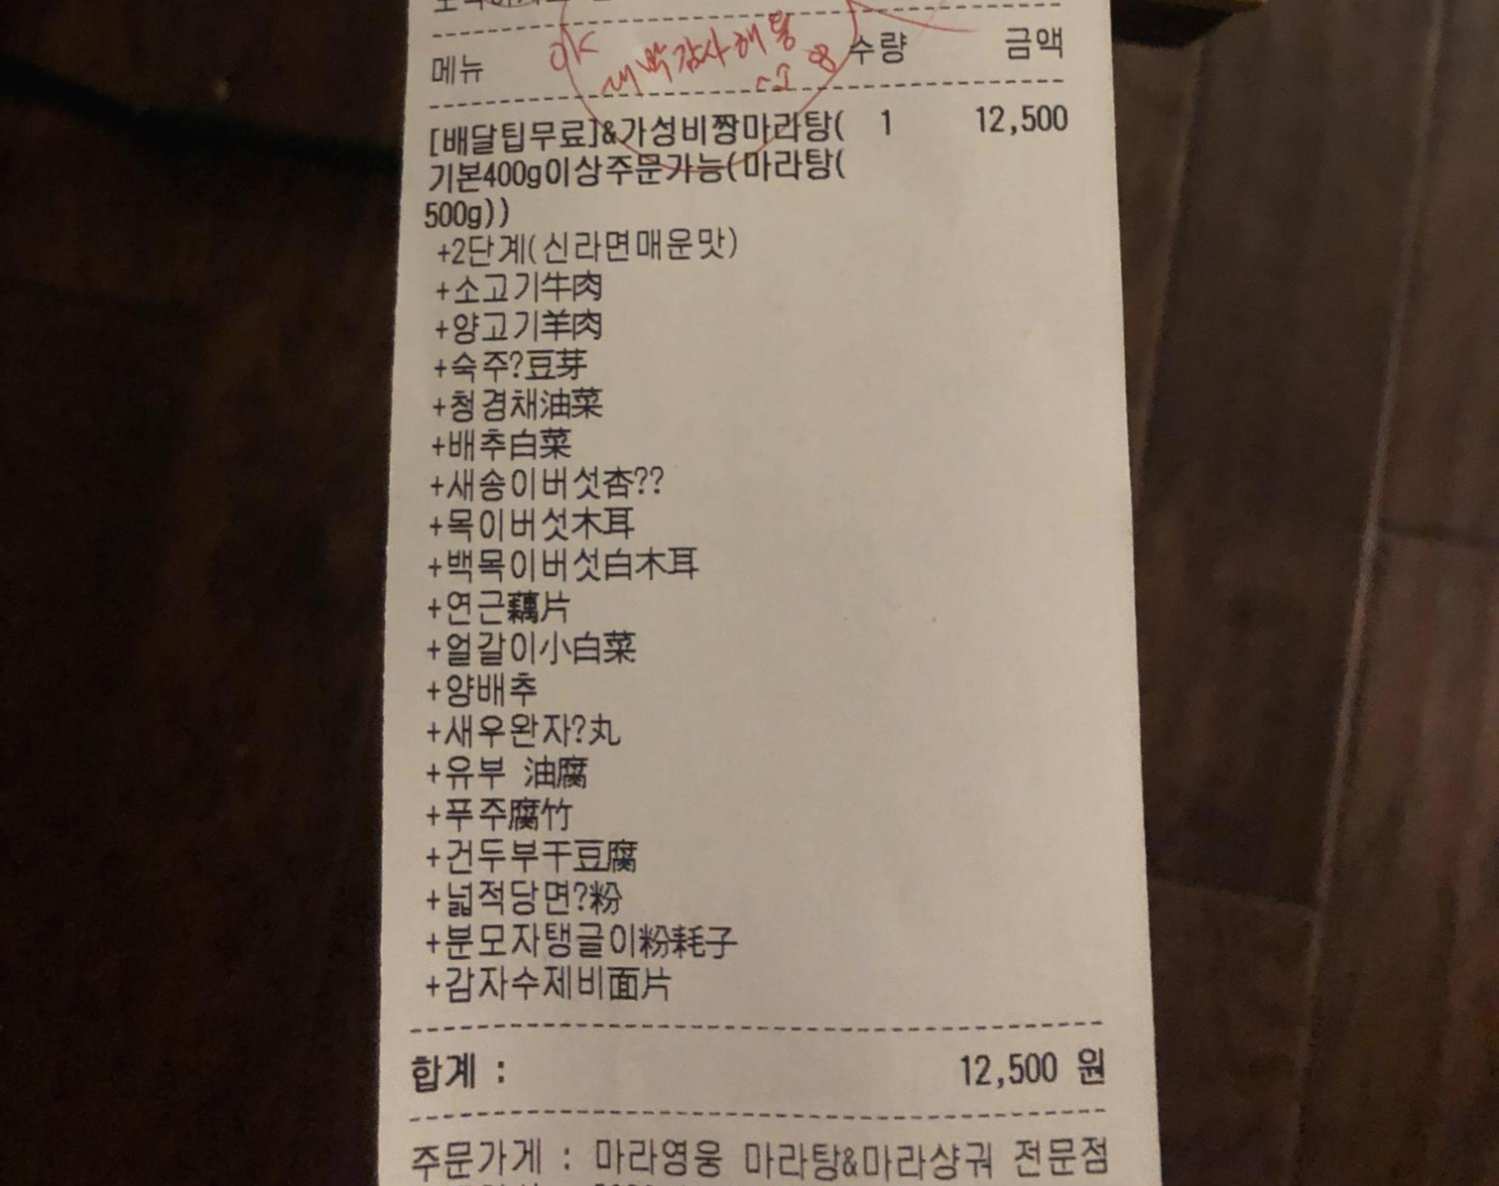 OK
대박감사해용
메뉴 수량 금액
[배달팁무료]&가성비짱마라탕( 1 12,500
기본400g이상주문가능(마라탕(
500g))
+2단계(신라면매운맛)
+소고기牛肉
+양고기羊肉
+숙주?豆芽
+청경채油菜
+배추白菜
+새송이버섯杏??
+목이버섯木耳
+백목이버섯白木耳
+연근藕片
+얼갈이小白菜
+양배추
+새우완자?丸
+유부 油腐
+푸주腐竹
+건두부干豆腐
+넓적당면?粉
+분모자탱글이粉耗子
+감자수제비面片
합계 : 12,500 원
주문가게 : 마라영웅 마라탕&마라샹궈 전문점